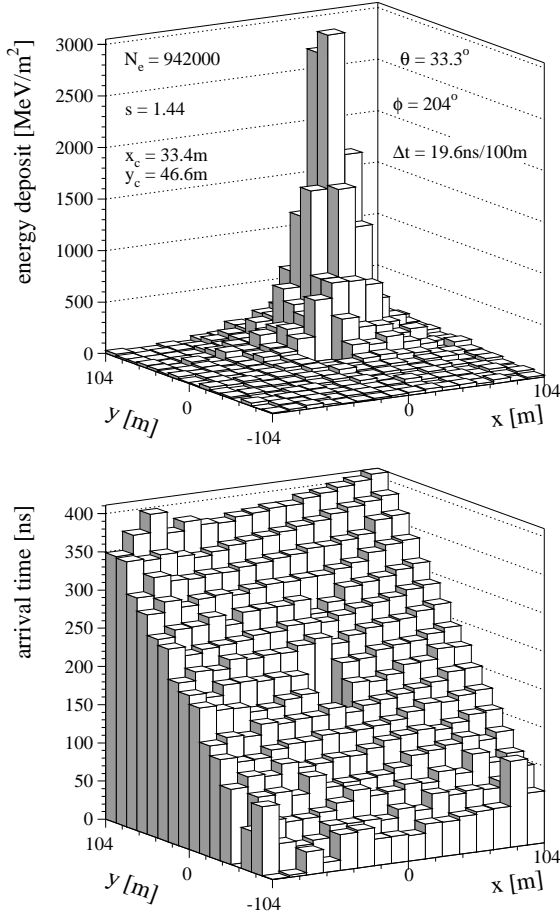 energy deposit [MeV/m²]
3000
2500
2000
1500
1000
500
0
Nₑ = 942000
s = 1.44
x_c = 33.4m
y_c = 46.6m
θ = 33.3°
ϕ = 204°
Δt = 19.6ns/100m
104
0
-104
y [m]
0
104
x [m]
arrival time [ns]
400
350
300
250
200
150
100
50
0
104
0
-104
y [m]
0
104
x [m]